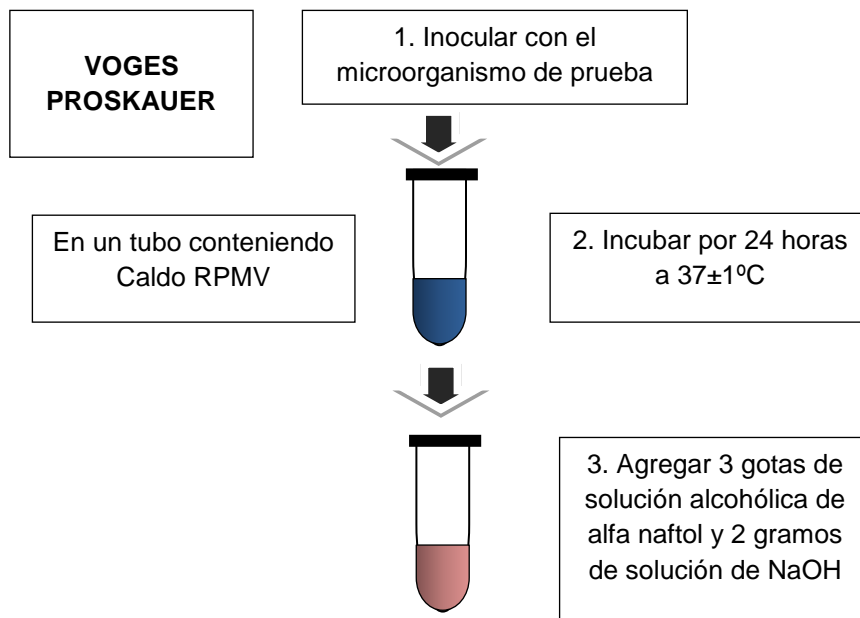 VOGES
PROSKAUER
1. Inocular con el
microorganismo de prueba
En un tubo conteniendo
Caldo RPMV
2. Incubar por 24 horas
a 37±1ºC
3. Agregar 3 gotas de
solución alcohólica de
alfa naftol y 2 gramos
de solución de NaOH